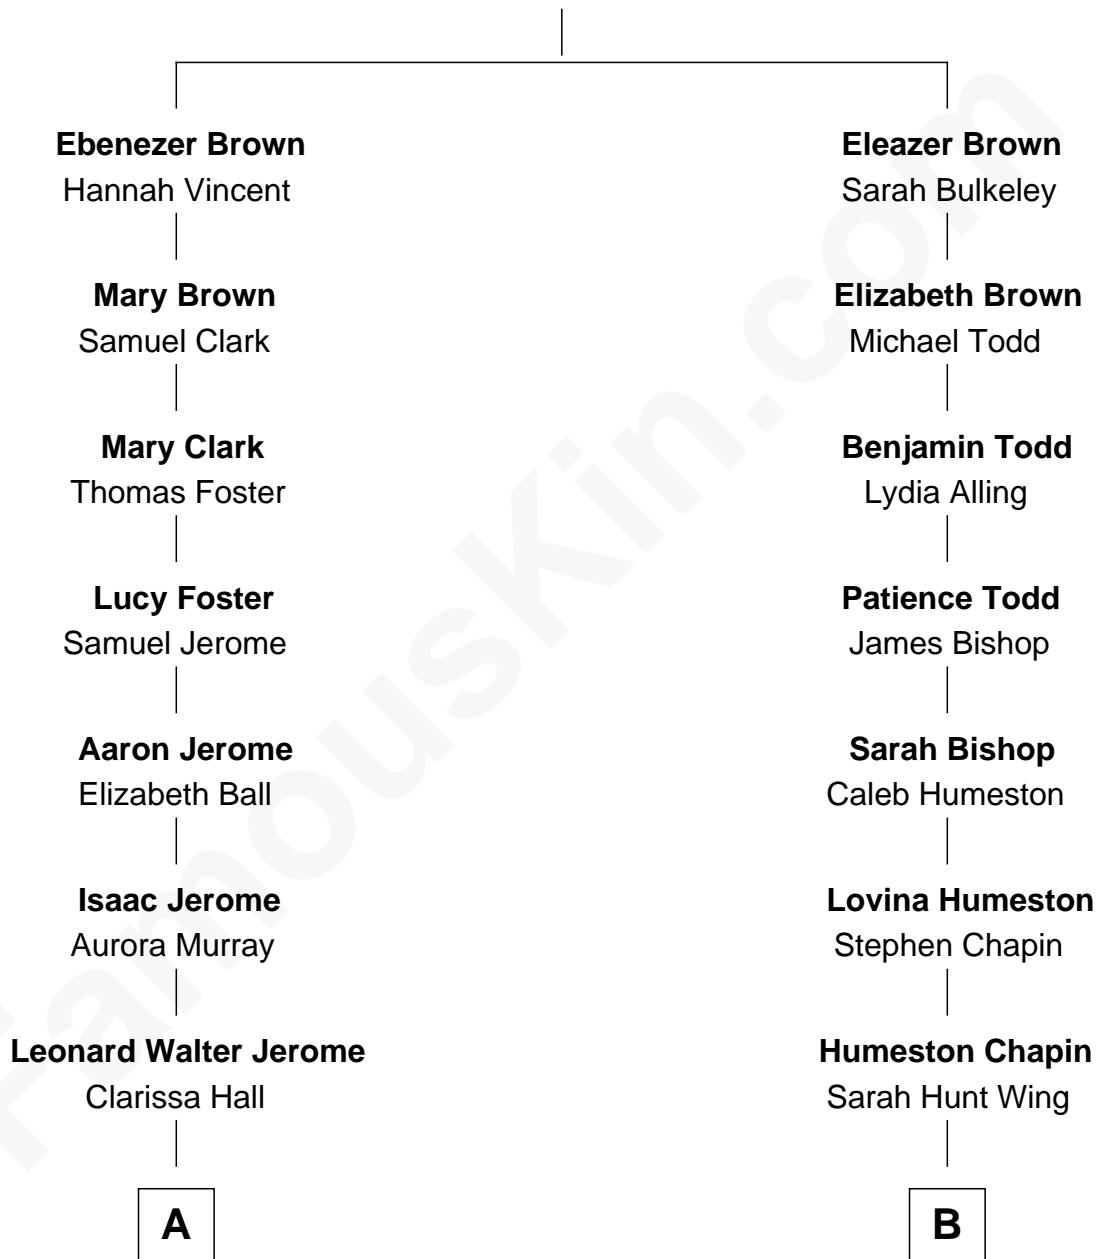 Ebenezer Brown
Hannah Vincent
Eleazer Brown
Sarah Bulkeley
Mary Brown
Samuel Clark
Elizabeth Brown
Michael Todd
Mary Clark
Thomas Foster
Benjamin Todd
Lydia Alling
Lucy Foster
Samuel Jerome
Patience Todd
James Bishop
Aaron Jerome
Elizabeth Ball
Sarah Bishop
Caleb Humeston
Isaac Jerome
Aurora Murray
Lovina Humeston
Stephen Chapin
Leonard Walter Jerome
Clarissa Hall
Humeston Chapin
Sarah Hunt Wing
A
B
FamousKin.com